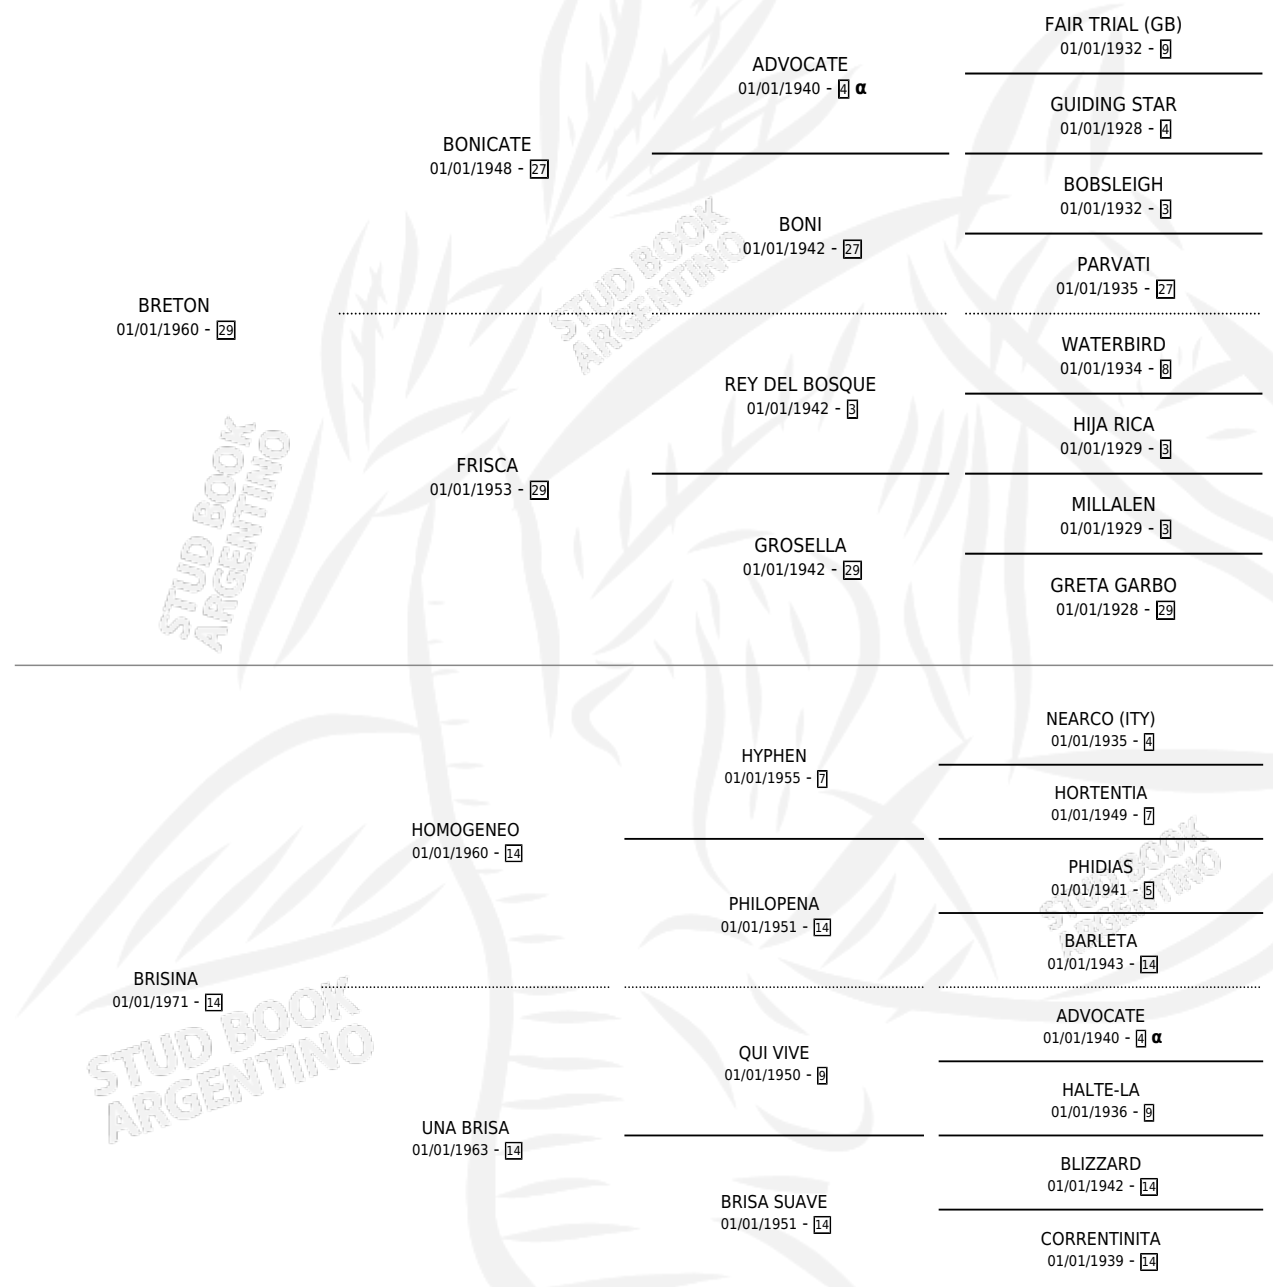 FAIR TRIAL (GB)
01/01/1932 - 9
ADVOCATE
01/01/1940 - 4 α
GUIDING STAR
01/01/1928 - 4
BONICATE
01/01/1948 - 27
BOBSLEIGH
01/01/1932 - 3
BONI
01/01/1942 - 27
PARVATI
01/01/1935 - 27
BRETON
01/01/1960 - 29
WATERBIRD
01/01/1934 - 8
REY DEL BOSQUE
01/01/1942 - 3
HIJA RICA
01/01/1929 - 3
FRISCA
01/01/1953 - 29
MILLALEN
01/01/1929 - 3
GROSELLA
01/01/1942 - 29
GRETA GARBO
01/01/1928 - 29
STUD BOOK
ARGENTINO
STUD BOOK
ARGENTINO
NEARCO (ITY)
01/01/1935 - 4
HYPHEN
01/01/1955 - 7
HORTENTIA
01/01/1949 - 7
HOMOGENEO
01/01/1960 - 14
PHIDIAS
01/01/1941 - 5
PHILOPENA
01/01/1951 - 14
BARLETA
01/01/1943 - 14
BRISINA
01/01/1971 - 14
ADVOCATE
01/01/1940 - 4 α
QUI VIVE
01/01/1950 - 9
HALTE-LA
01/01/1936 - 9
UNA BRISA
01/01/1963 - 14
BLIZZARD
01/01/1942 - 14
BRISA SUAVE
01/01/1951 - 14
CORRENTINITA
01/01/1939 - 14
STUD BOOK
ARGENTINO
STUD BOOK
ARGENTINO